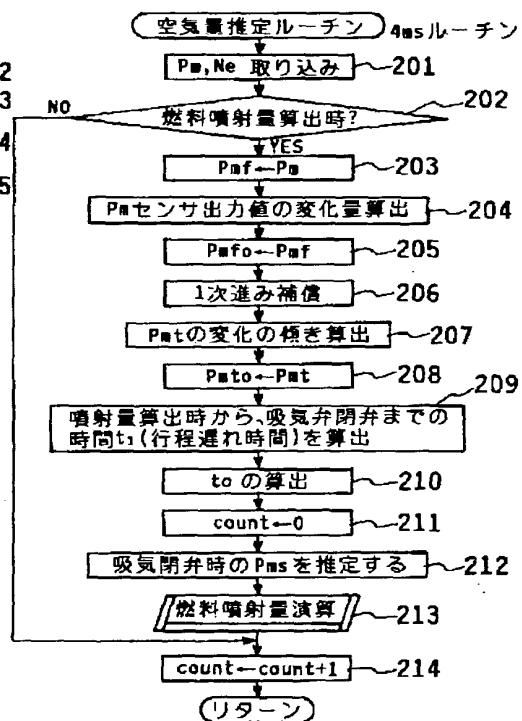 空気量推定ルーチン
4msルーチン
Pm,Ne 取り込み
201
2
3
4
5
NO
202
燃料噴射量算出時?
YES
Pmf←Pm
203
Pmセンサ出力値の変化量算出
204
Pmfo←Pmf
205
1次進み補償
206
Pmtの変化の傾き算出
207
Pmto←Pmt
208
209
噴射量算出時から、吸気弁閉弁までの
時間t₁(行程遅れ時間)を算出
toの算出
210
count←0
211
吸気閉弁時のPmsを推定する
212
燃料噴射量演算
213
count←count+1
214
リターン